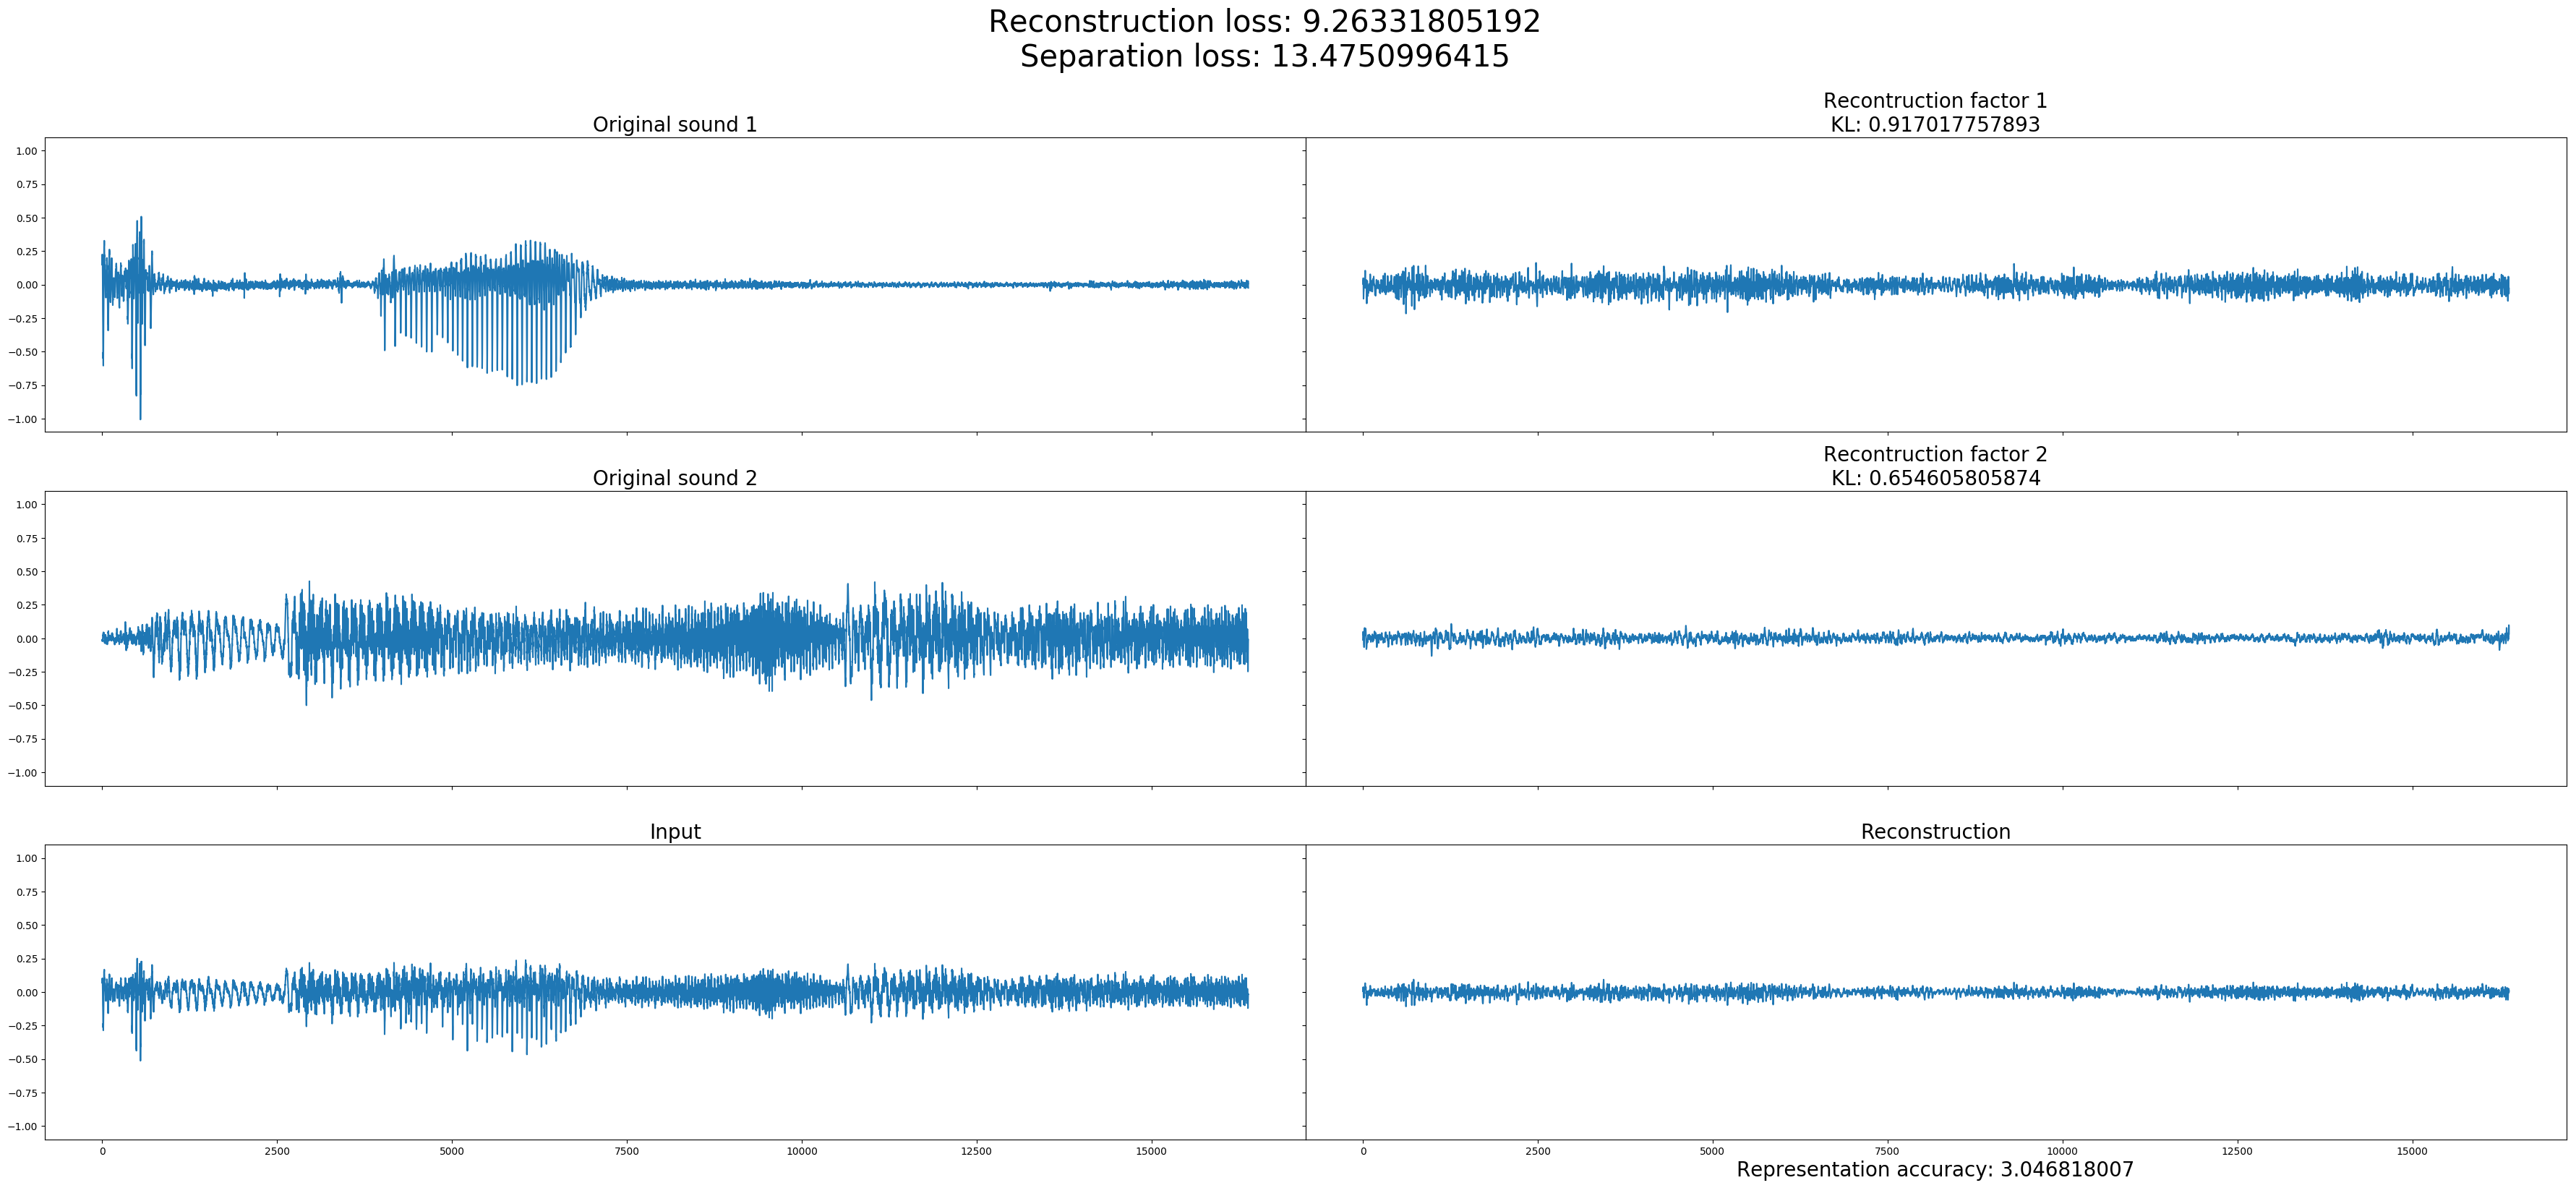 Reconstruction loss: 9.26331805192
Separation loss: 13.4750996415
Original sound 1
Recontruction factor 1
KL: 0.917017757893
1.00
0.75
0.50
0.25
0.00
−0.25
−0.50
−0.75
−1.00
Original sound 2
Recontruction factor 2
KL: 0.654605805874
1.00
0.75
0.50
0.25
0.00
−0.25
−0.50
−0.75
−1.00
Input
Reconstruction
1.00
0.75
0.50
0.25
0.00
−0.25
−0.50
−0.75
−1.00
0 2500 5000 7500 10000 12500 15000
0 2500 5000 7500 10000 12500 15000
Representation accuracy: 3.046818007